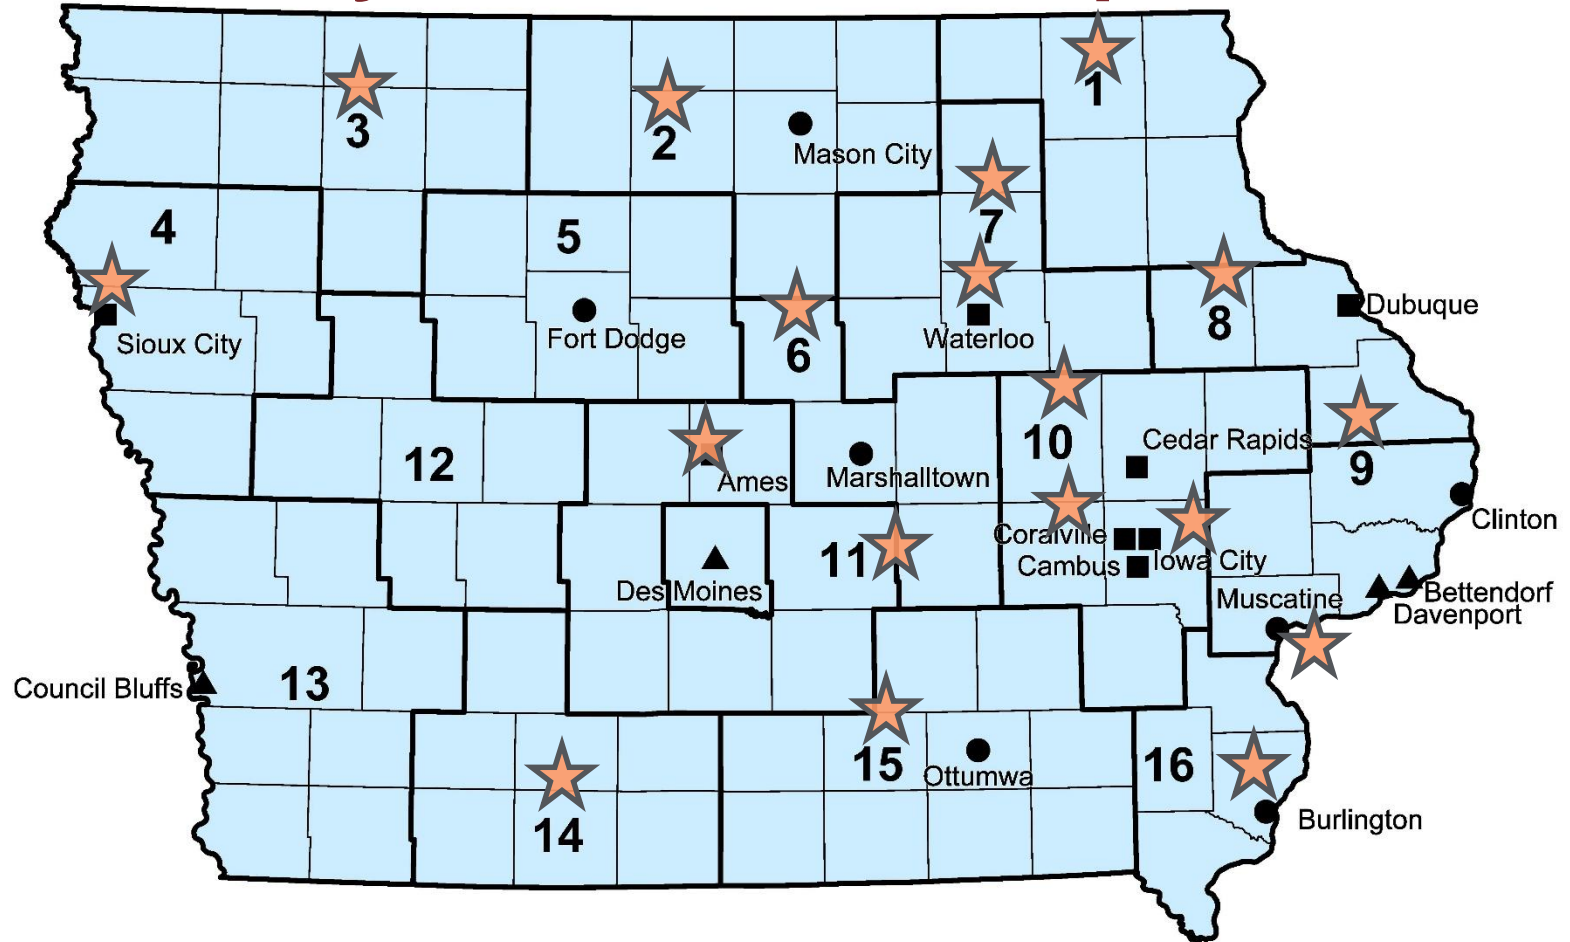 1
3
2
Mason City
4
5
7
Dubuque
Fort Dodge
Waterloo
8
Sioux City
6
12
10
Cedar Rapids
9
Ames
Marshalltown
Clinton
Coralville
11
Iowa City
Cambus
Des Moines
Bettendorf
Muscatine
Davenport
Council Bluffs
13
15
16
Ottumwa
14
Burlington